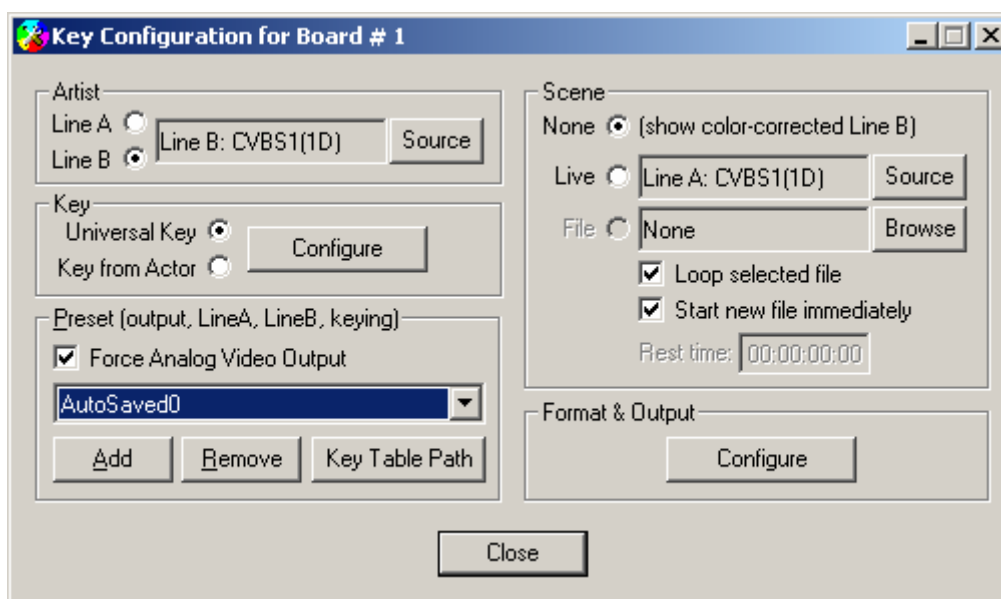 Key Configuration for Board # 1
Artist
Line A
Line B
Line B: CVBS1(1D)
Source
Key
Universal Key
Key from Actor
Configure
Preset (output, LineA, LineB, keying)
Force Analog Video Output
AutoSaved0
Add
Remove
Key Table Path
Scene
None (show color-corrected Line B)
Live
Line A: CVBS1(1D)
Source
File
None
Browse
Loop selected file
Start new file immediately
Rest time: 00:00:00:00
Format & Output
Configure
Close